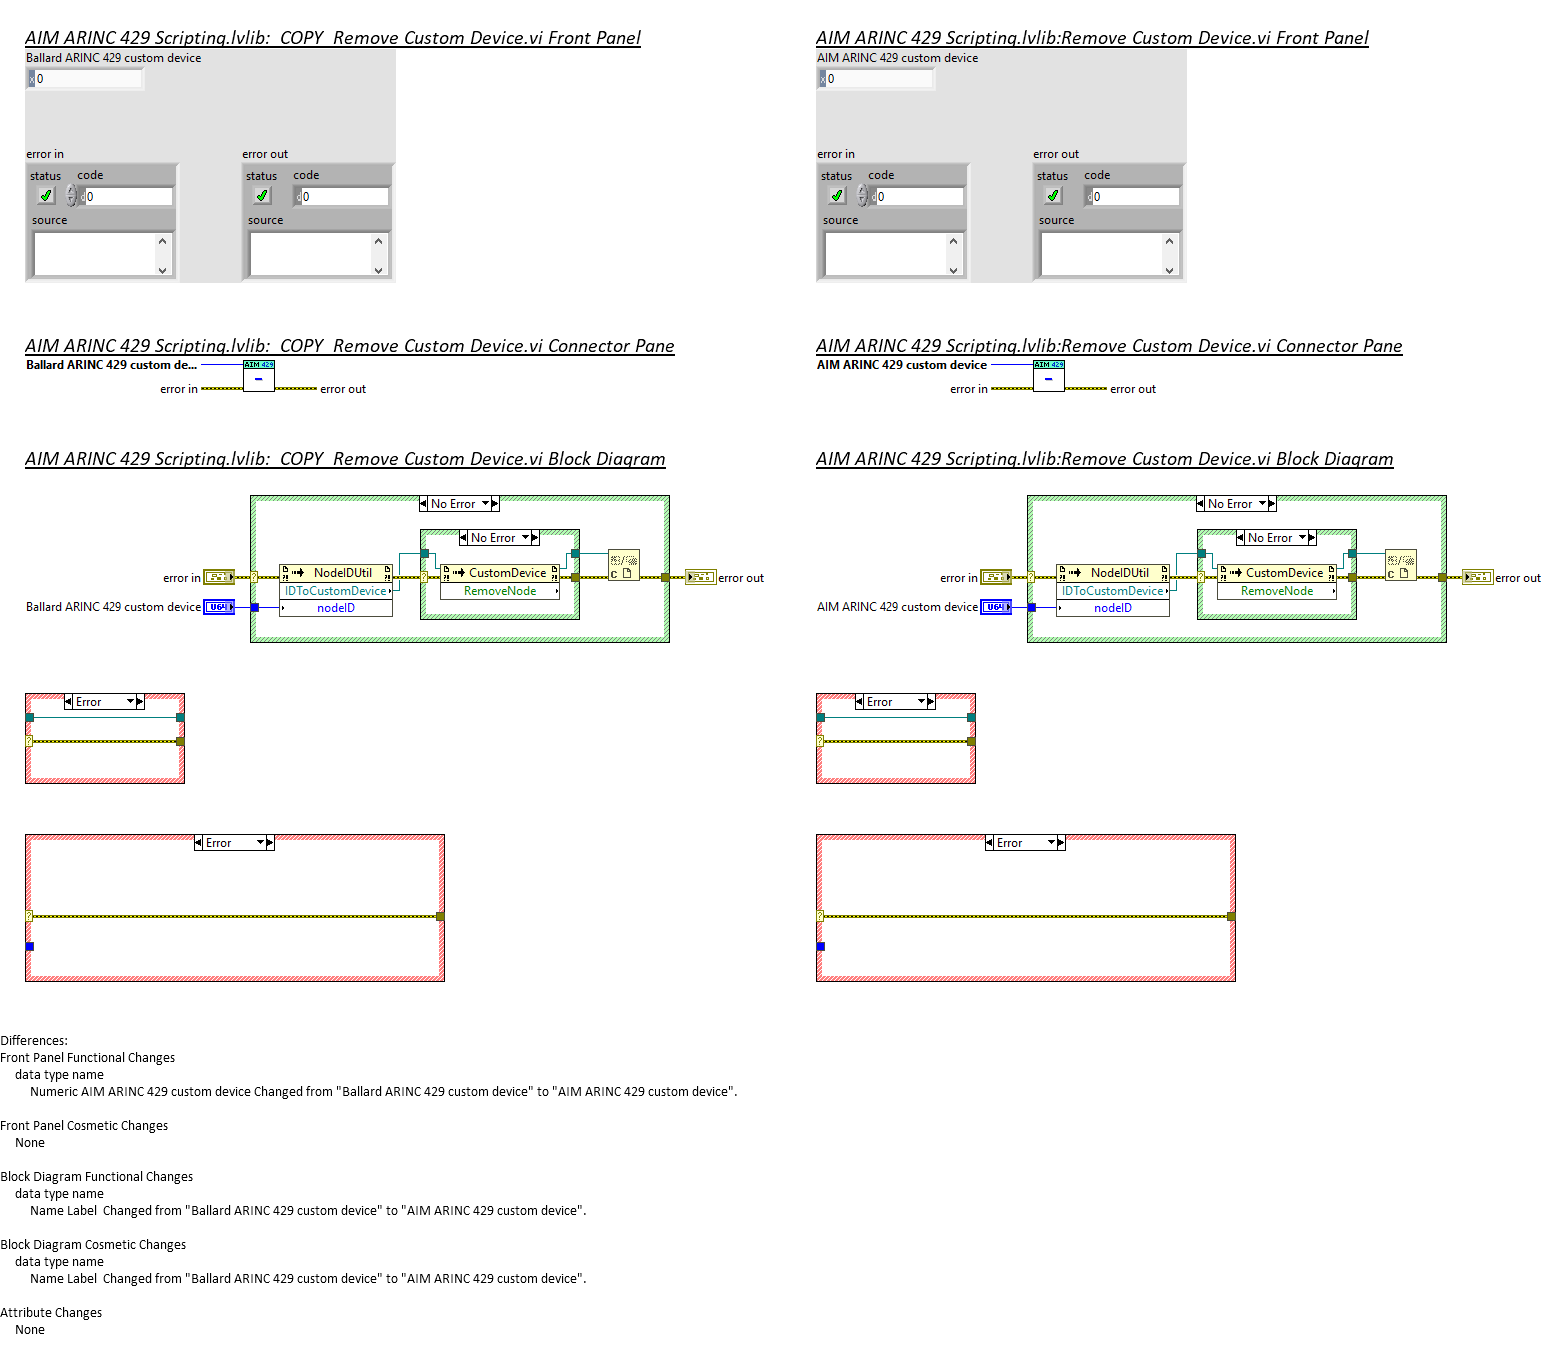 AIM ARINC 429 Scripting.lvlib:  COPY  Remove Custom Device.vi Front Panel
Ballard ARINC 429 custom device
x 0
error in
error out
status code
d 0
source
status code
d 0
source
AIM ARINC 429 Scripting.lvlib:Remove Custom Device.vi Front Panel
AIM ARINC 429 custom device
x 0
error in
error out
status code
d 0
source
status code
d 0
source
AIM ARINC 429 Scripting.lvlib:  COPY  Remove Custom Device.vi Connector Pane
Ballard ARINC 429 custom de...
AIM 429
error in
error out
AIM ARINC 429 Scripting.lvlib:Remove Custom Device.vi Connector Pane
AIM ARINC 429 custom device
AIM 429
error in
error out
AIM ARINC 429 Scripting.lvlib:  COPY  Remove Custom Device.vi Block Diagram
No Error
No Error
error in
? 
?! NodeIDUtil ?!
IDToCustomDevice
nodeID
?
?! CustomDevice ?!
RemoveNode
C
error out
Ballard ARINC 429 custom device
U64
Error
?
Error
?
AIM ARINC 429 Scripting.lvlib:Remove Custom Device.vi Block Diagram
No Error
No Error
error in
?
?! NodeIDUtil ?!
IDToCustomDevice
nodeID
?
?! CustomDevice ?!
RemoveNode
C
error out
AIM ARINC 429 custom device
U64
Error
?
Error
?
Differences:
Front Panel Functional Changes
data type name
Numeric AIM ARINC 429 custom device Changed from "Ballard ARINC 429 custom device" to "AIM ARINC 429 custom device".
Front Panel Cosmetic Changes
None
Block Diagram Functional Changes
data type name
Name Label  Changed from "Ballard ARINC 429 custom device" to "AIM ARINC 429 custom device".
Block Diagram Cosmetic Changes
data type name
Name Label  Changed from "Ballard ARINC 429 custom device" to "AIM ARINC 429 custom device".
Attribute Changes
None